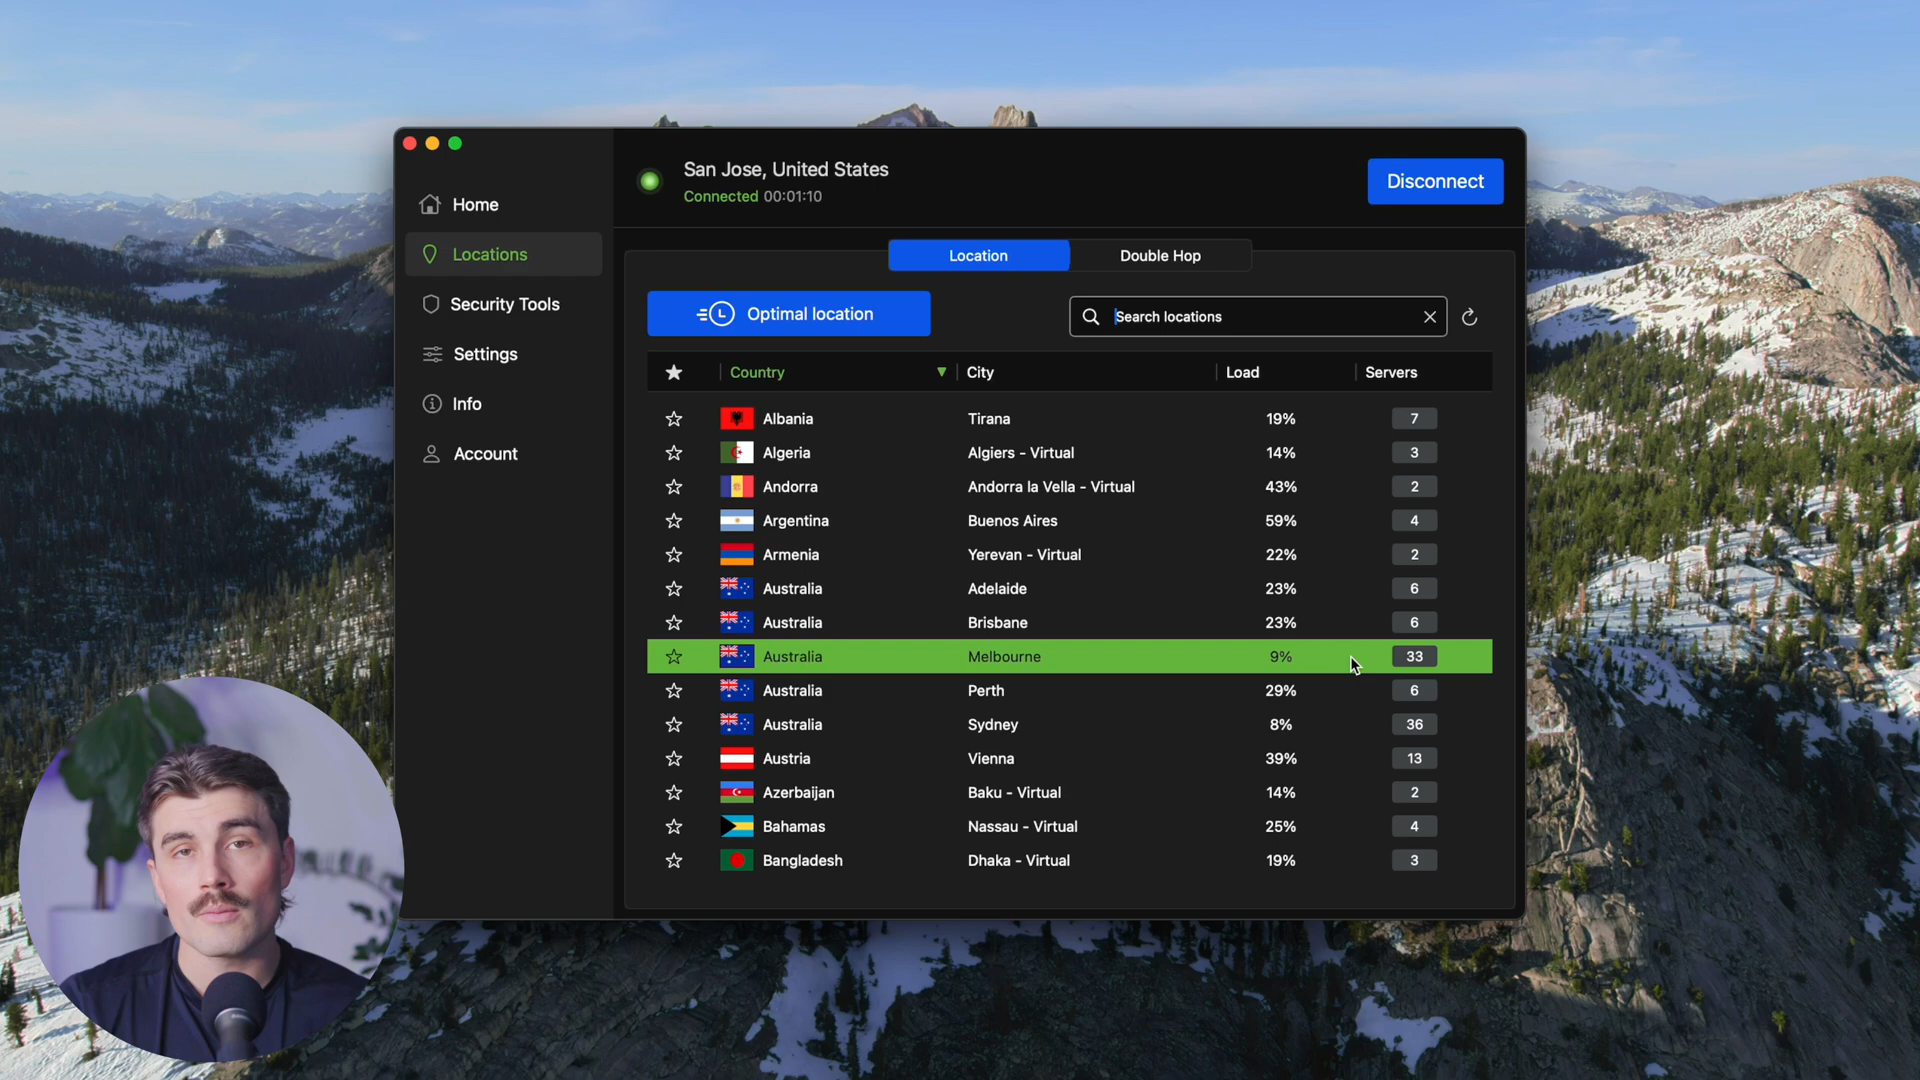 San Jose, United States
Connected 00:01:10
Disconnect
Home
Locations
Security Tools
Settings
Info
Account
Location
Double Hop
Optimal location
Search locations
Country City Load Servers
Albania Tirana 19% 7
Algeria Algiers - Virtual 14% 3
Andorra Andorra la Vella - Virtual 43% 2
Argentina Buenos Aires 59% 4
Armenia Yerevan - Virtual 22% 2
Australia Adelaide 23% 6
Australia Brisbane 23% 6
Australia Melbourne 9% 33
Australia Perth 29% 6
Australia Sydney 8% 36
Austria Vienna 39% 13
Azerbaijan Baku - Virtual 14% 2
Bahamas Nassau - Virtual 25% 4
Bangladesh Dhaka - Virtual 19% 3